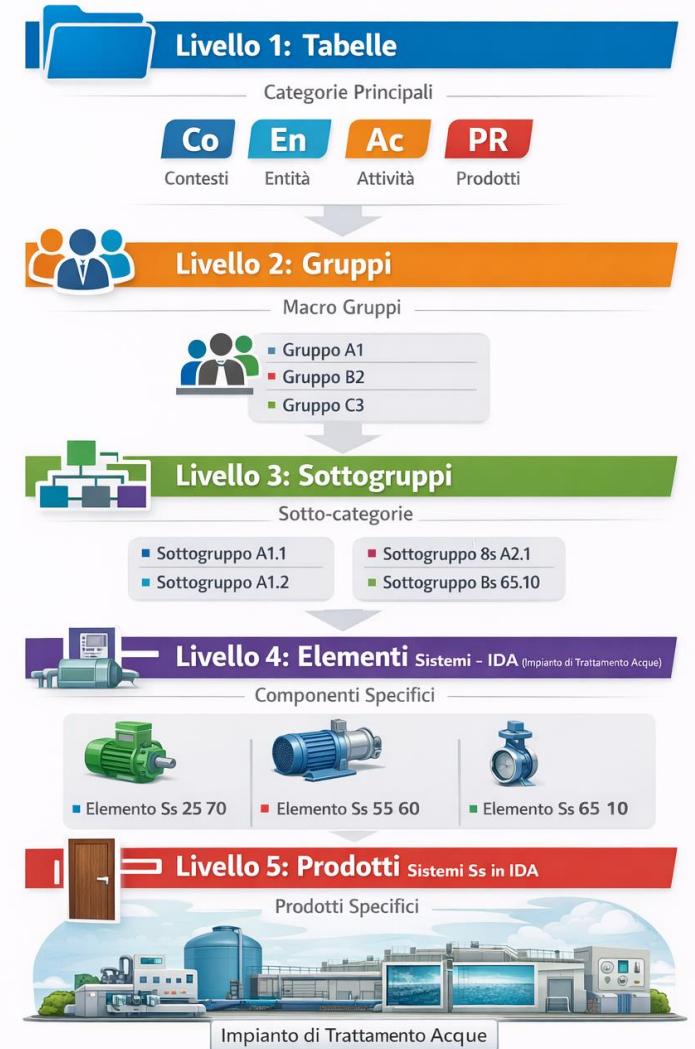 Livello 1: Tabelle
Categorie Principali
Co En Ac PR
Contesti Entità Attività Prodotti
Livello 2: Gruppi
Macro Gruppi
Gruppo A1
Gruppo B2
Gruppo C3
Livello 3: Sottogruppi
Sotto-categorie
Sottogruppo A1.1 Sottogruppo 8s A2.1
Sottogruppo A1.2 Sottogruppo Bs 65.10
Livello 4: Elementi Sistemi - IDA (Impianto di Trattamento Acque)
Componenti Specifici
Elemento Ss 25 70 Elemento Ss 55 60 Elemento Ss 65 10
Livello 5: Prodotti Sistemi Ss in IDA
Prodotti Specifici
Impianto di Trattamento Acque